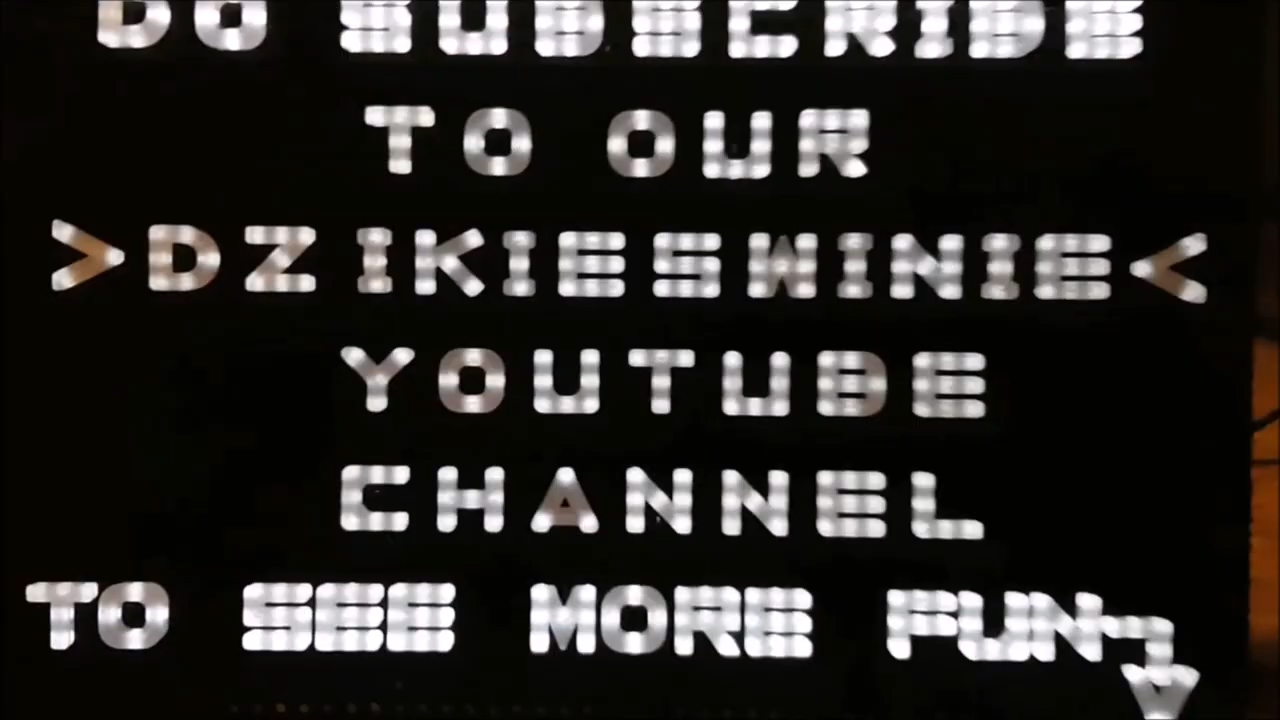 DO SUBSCRIBE
TO OUR
>DZIKIESWINIE<
YOUTUBE
CHANNEL
TO SEE MORE FUN